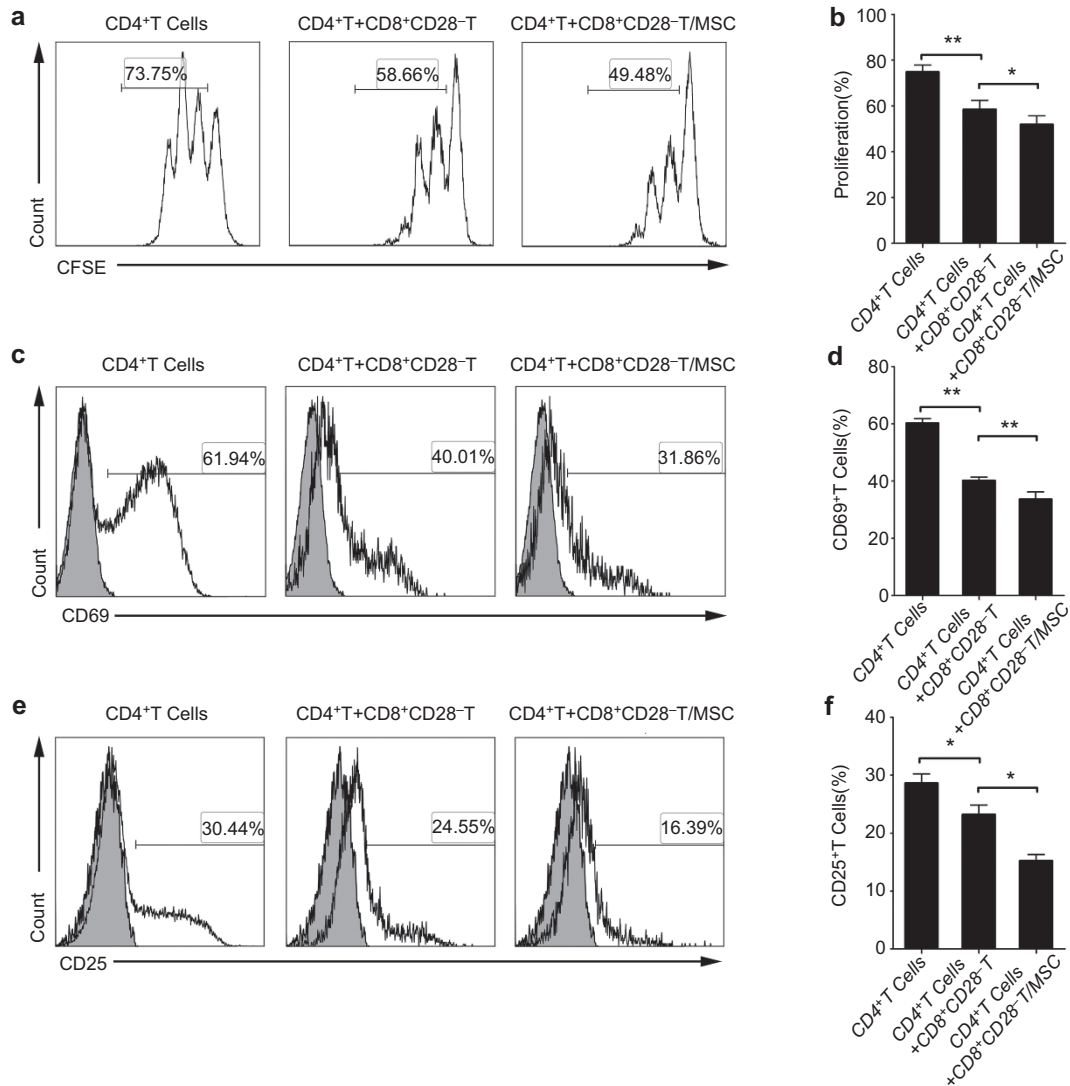 a
CD4⁺T Cells
CD4⁺T+CD8⁺CD28⁻T
CD4⁺T+CD8⁺CD28⁻T/MSC
73.75%
58.66%
49.48%
Count
CFSE
b
Proliferation(%)
100
80
60
40
20
0
**
*
CD4⁺T Cells
CD4⁺T Cells
+CD8⁺CD28⁻T
CD4⁺T Cells
+CD8⁺CD28⁻T/MSC
c
CD4⁺T Cells
CD4⁺T+CD8⁺CD28⁻T
CD4⁺T+CD8⁺CD28⁻T/MSC
61.94%
40.01%
31.86%
Count
CD69
d
CD69⁺T Cells(%)
80
60
40
20
0
**
**
CD4⁺T Cells
CD4⁺T Cells
+CD8⁺CD28⁻T
CD4⁺T Cells
+CD8⁺CD28⁻T/MSC
e
CD4⁺T Cells
CD4⁺T+CD8⁺CD28⁻T
CD4⁺T+CD8⁺CD28⁻T/MSC
30.44%
24.55%
16.39%
Count
CD25
f
CD25⁺T Cells(%)
40
30
20
10
0
*
*
CD4⁺T Cells
CD4⁺T Cells
+CD8⁺CD28⁻T
CD4⁺T Cells
+CD8⁺CD28⁻T/MSC